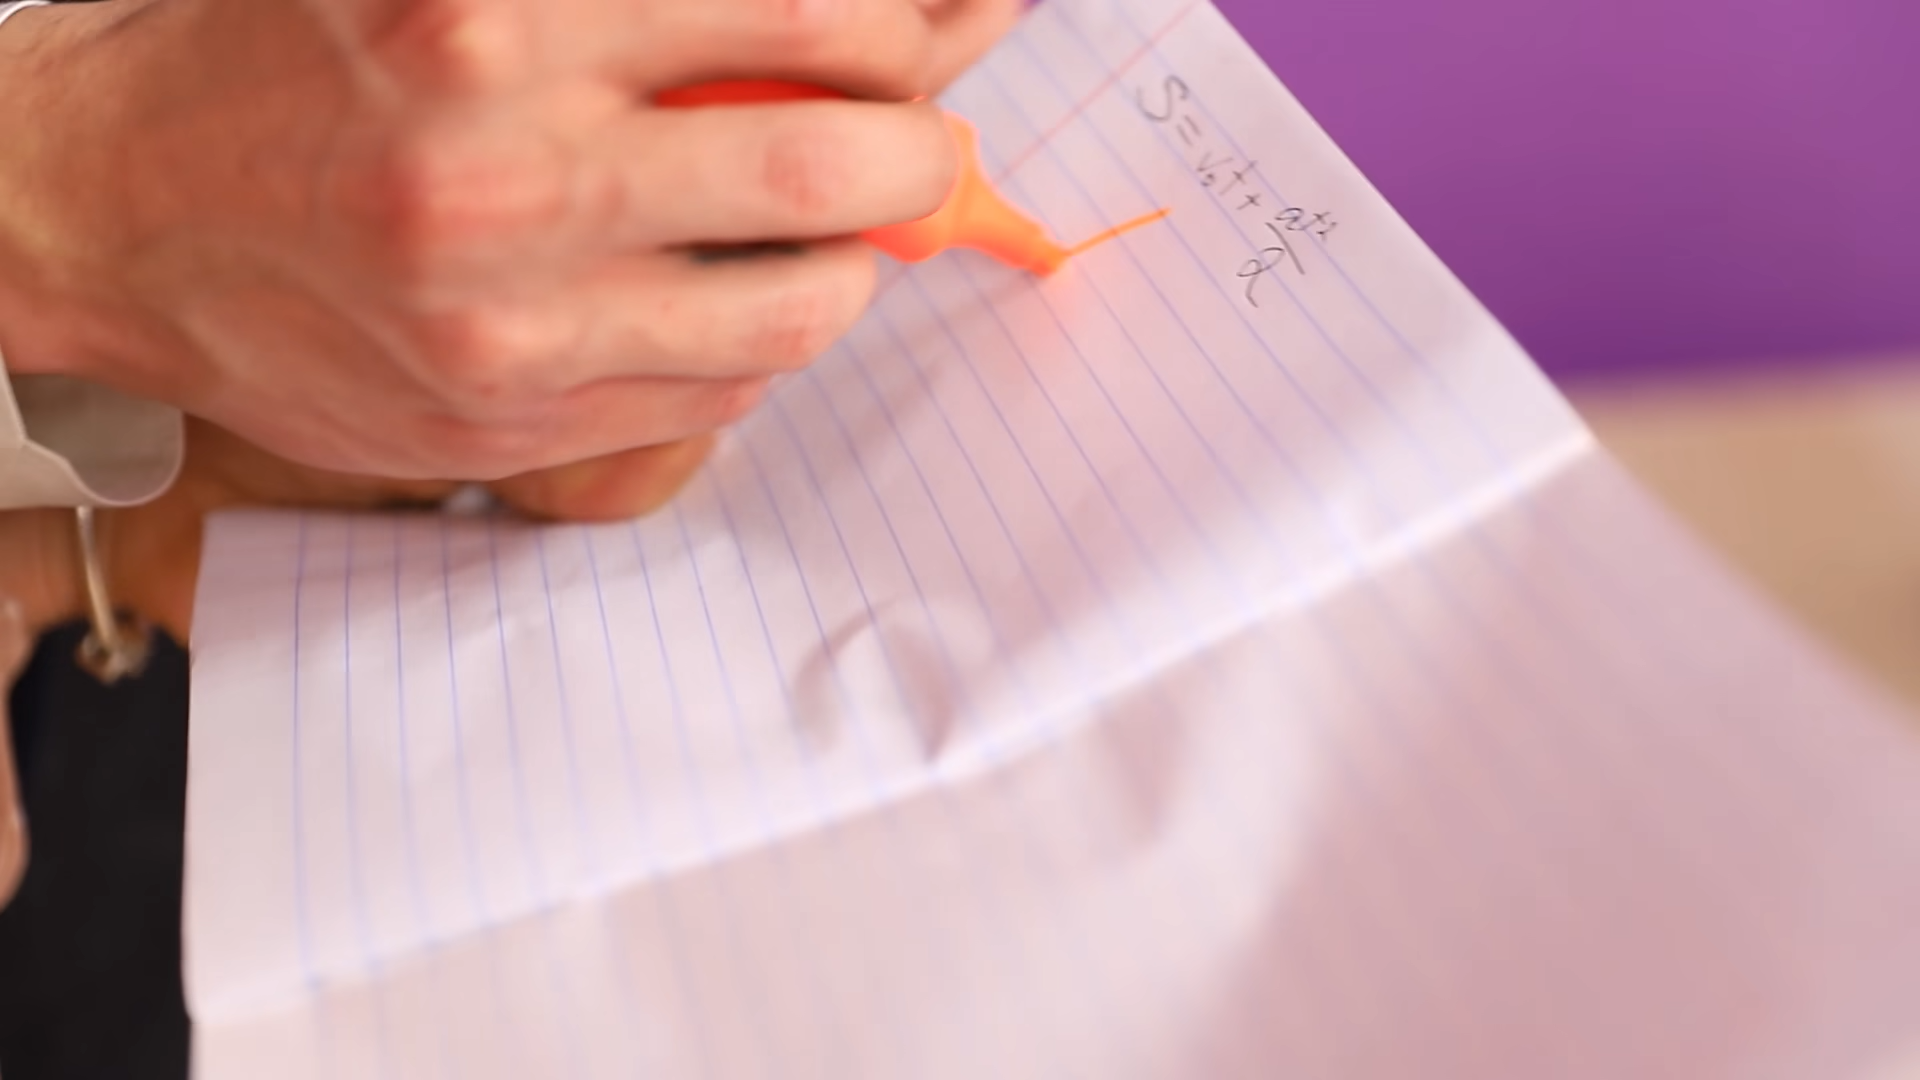 S = v₀t + at²/2